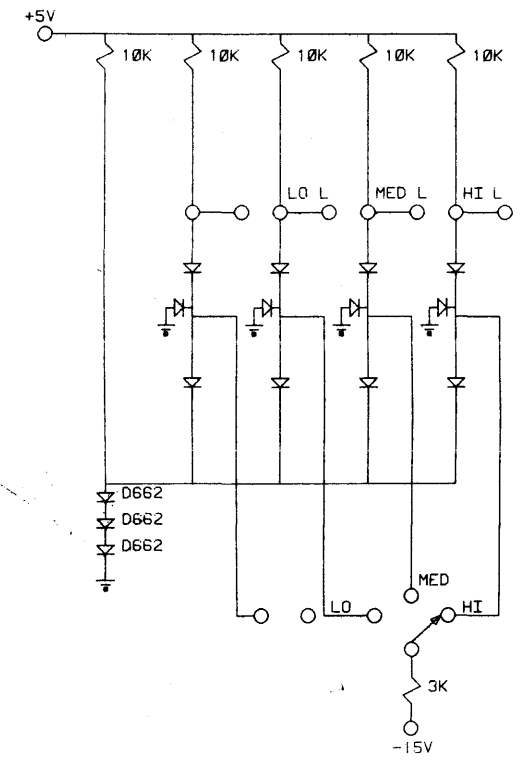 +5V
10K 10K 10K 10K 10K
LO L MED L HI L
D662
D662
D662
MED
LO HI
3K
-15V